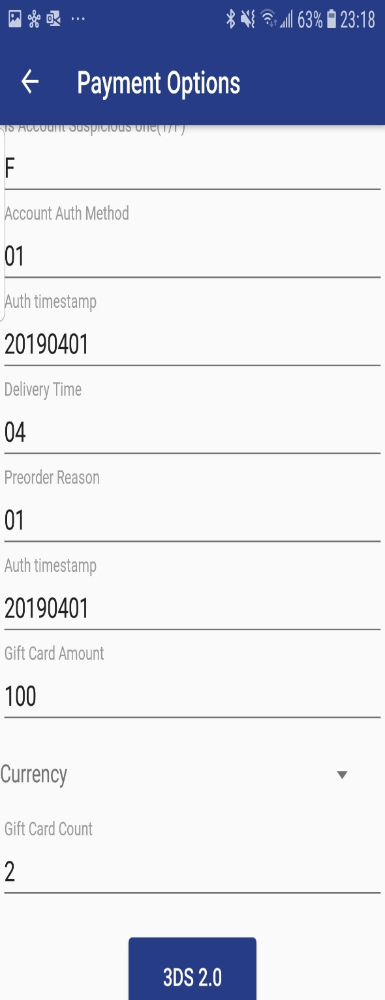 63% 23:18
Payment Options
Is Account Suspicious one(T/F)
F
Account Auth Method
01
Auth timestamp
20190401
Delivery Time
04
Preorder Reason
01
Auth timestamp
20190401
Gift Card Amount
100
Currency
Gift Card Count
2
3DS 2.0